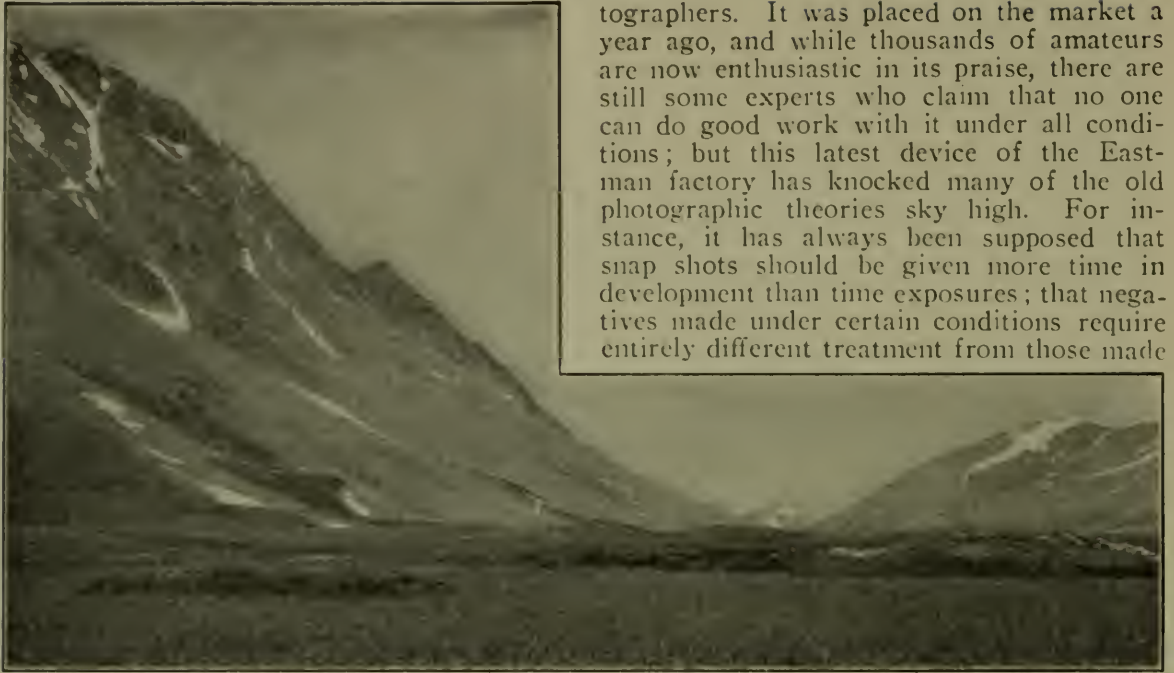 tographers. It was placed on the market a
year ago, and while thousands of amateurs
are now enthusiastic in its praise, there are
still some experts who claim that no one
can do good work with it under all condi-
tions; but this latest device of the East-
man factory has knocked many of the old
photographic theories sky high. For in-
stance, it has always been supposed that
snap shots should be given more time in
development than time exposures; that nega-
tives made under certain conditions require
entirely different treatment from those made